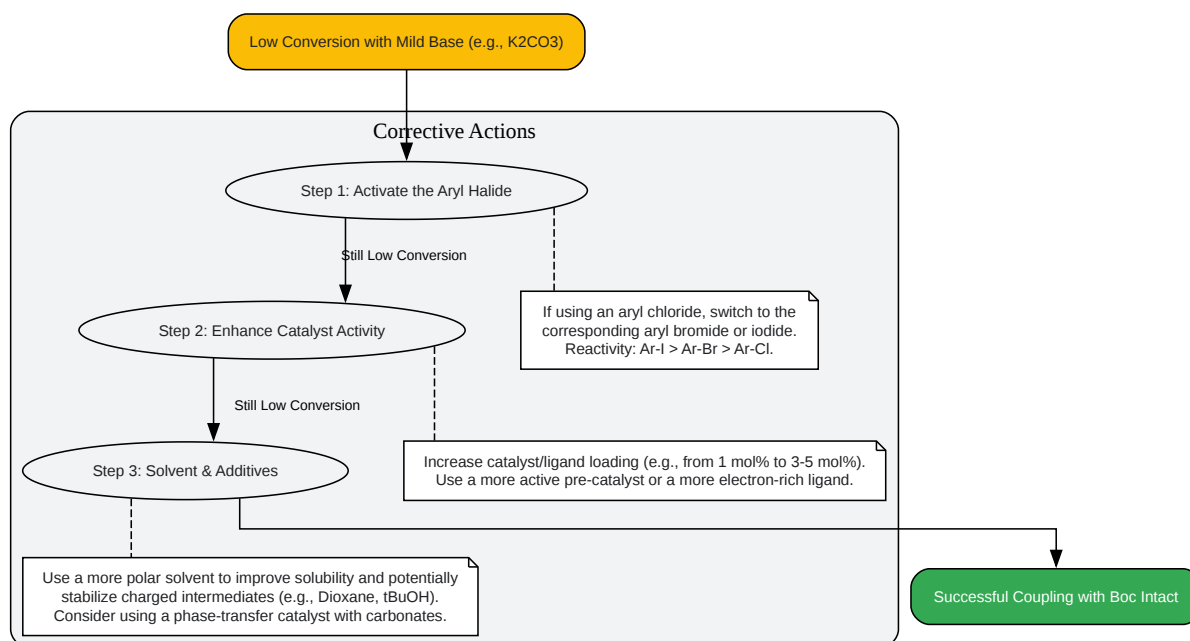 Low Conversion with Mild Base (e.g., K2CO3)
Corrective Actions
Step 1: Activate the Aryl Halide
Still Low Conversion
If using an aryl chloride, switch to the
corresponding aryl bromide or iodide.
Reactivity: Ar-I > Ar-Br > Ar-Cl.
Step 2: Enhance Catalyst Activity
Still Low Conversion
Increase catalyst/ligand loading (e.g., from 1 mol% to 3-5 mol%).
Use a more active pre-catalyst or a more electron-rich ligand.
Step 3: Solvent & Additives
Use a more polar solvent to improve solubility and potentially
stabilize charged intermediates (e.g., Dioxane, tBuOH).
Consider using a phase-transfer catalyst with carbonates.
Successful Coupling with Boc Intact